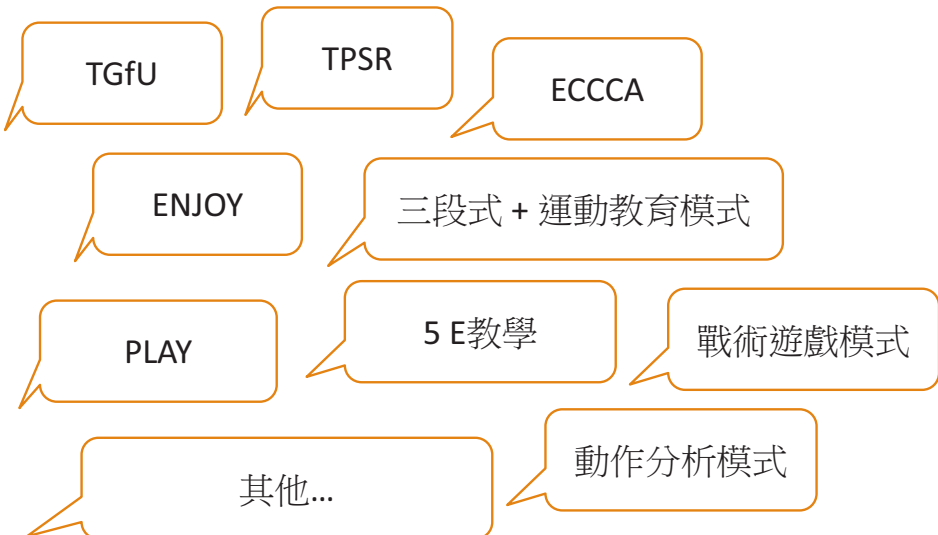 TGfU
TPSR
ECCCA
ENJOY
三段式 + 運動教育模式
PLAY
5 E教學
戰術遊戲模式
其他...
動作分析模式